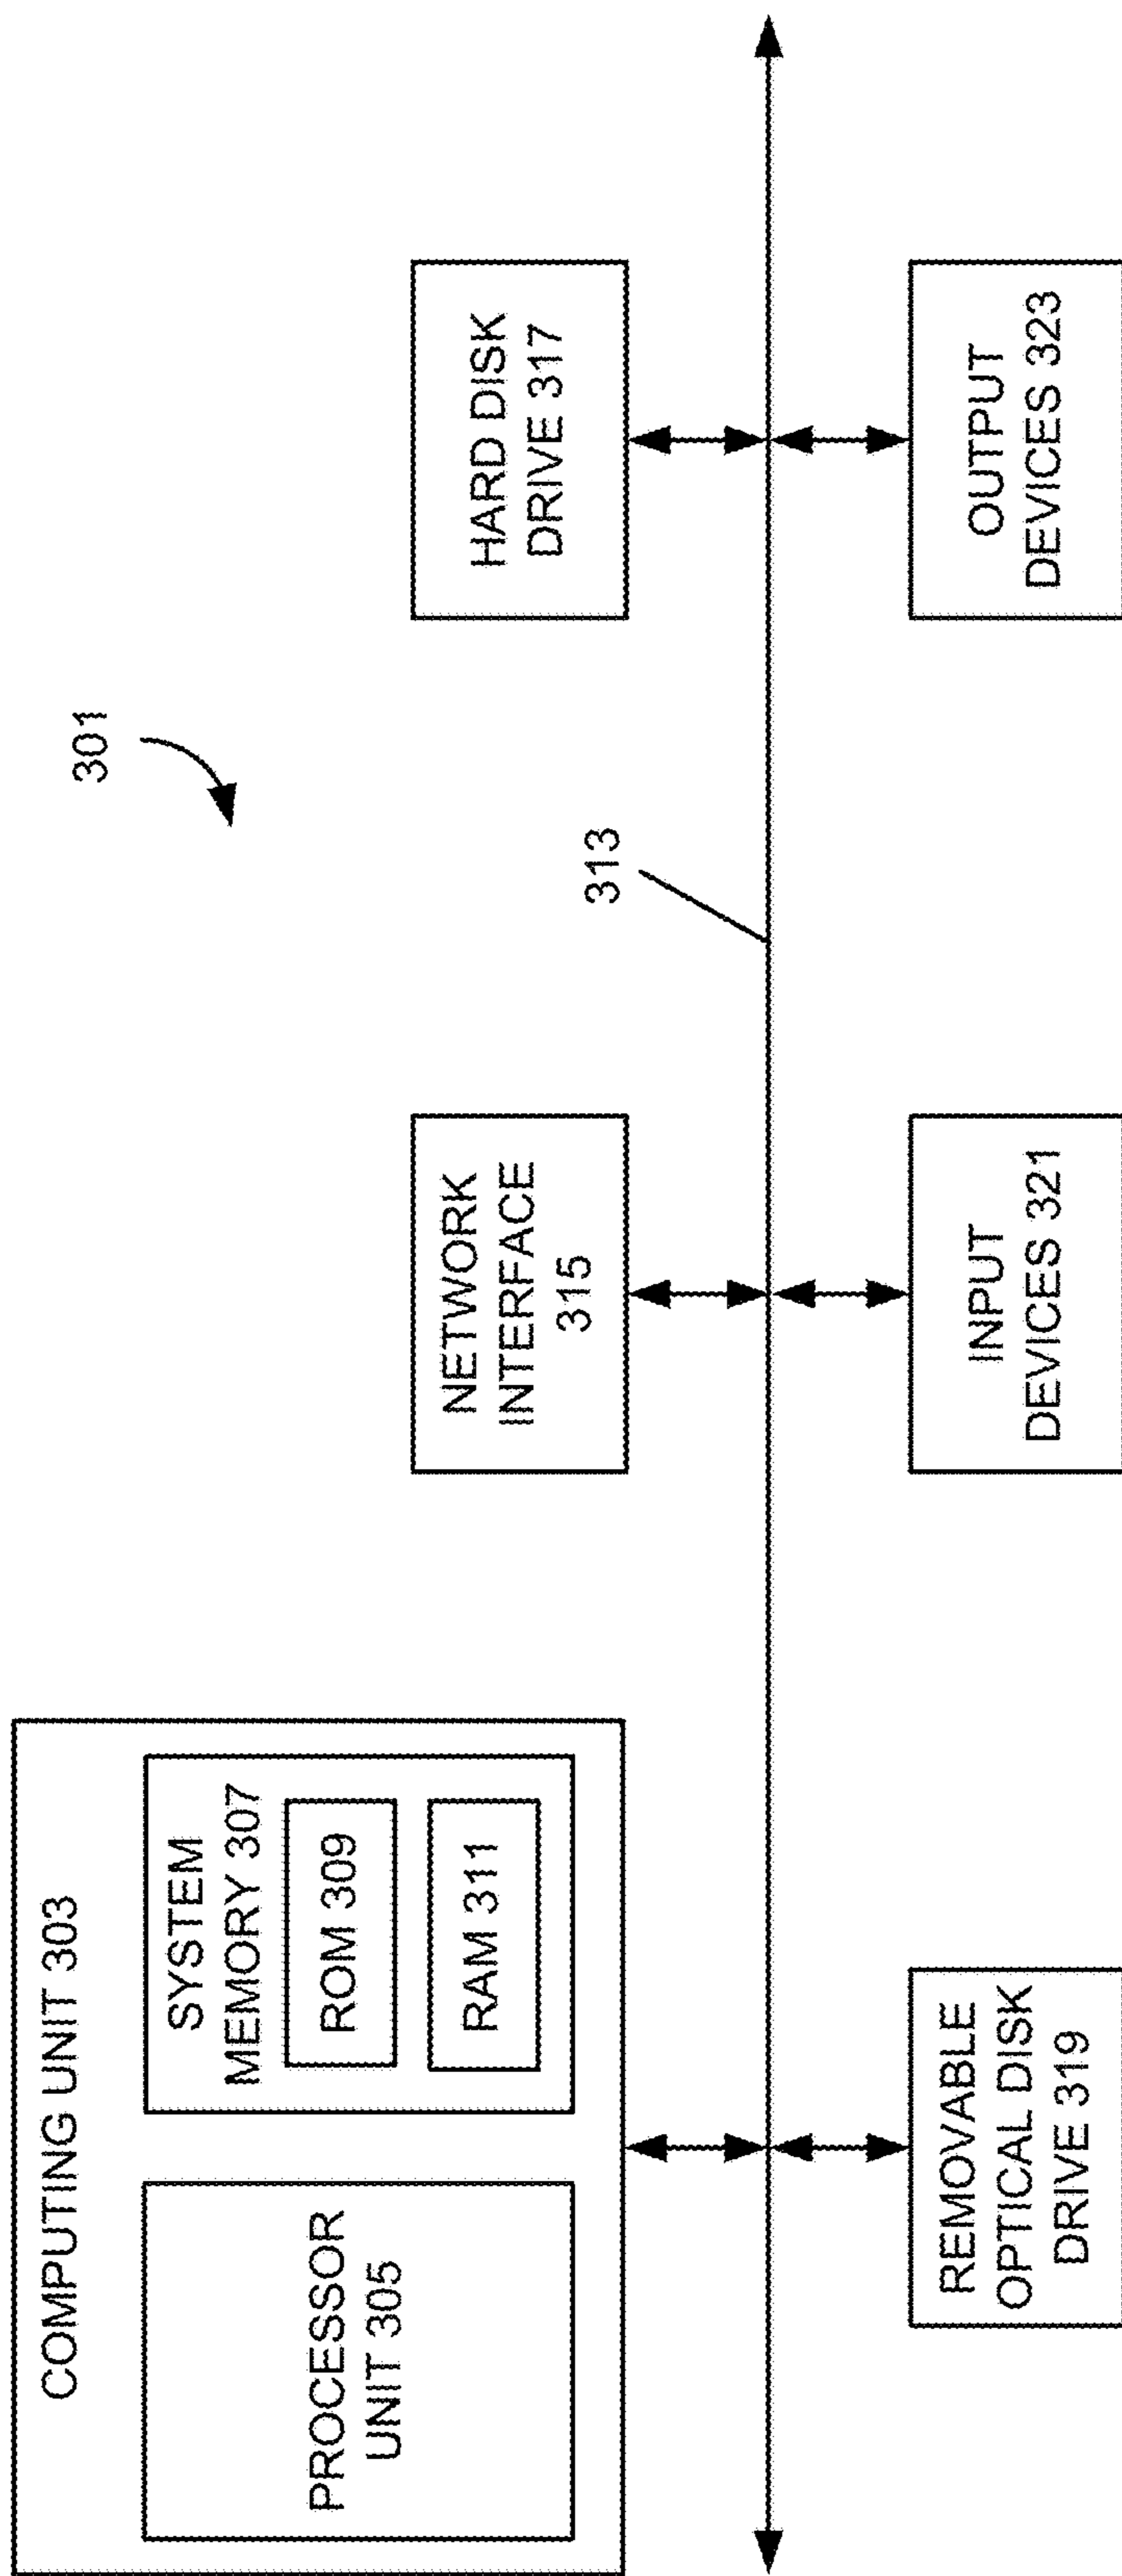 301
COMPUTING UNIT 303
PROCESSOR
UNIT 305
SYSTEM
MEMORY 307
ROM 309
RAM 311
NETWORK
INTERFACE
315
HARD DISK
DRIVE 317
313
REMOVABLE
OPTICAL DISK
DRIVE 319
INPUT
DEVICES 321
OUTPUT
DEVICES 323